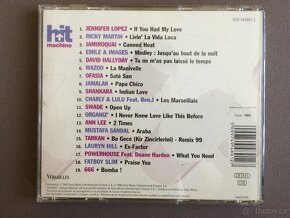 VER 494891 2
hit
machine
1. JENNIFER LOPEZ • If You Had My Love
2. RICKY MARTIN • Livin' La Vida Loca
3. JAMIROQUAI • Canned Heat
4. EMILE & IMAGES • Medley : Jusqu'au bout de la nuit
5. DAVID HALLYDAY • Tu ne m'as pas laissé le temps
6. WAZOO • La Manivelle
7. OFASIA • Saté San
8. JAMALAK • Papa Chico
9. SHANKARA • Indian Love
10. CHARLY & LULU Feat. Ben.J • Les Marseillais
11. SWADE • Open Up
12. ORGANIZ' • I Never Knew Love Like This Before
13. ANN LEE • 2 Times
14. MUSTAFA SANDAL • Araba
15. TARKAN • Bu Gece (Kir Zincirlerini) - Remix 99
16. LAURYN HILL • Ex-Factor
17. POWERHOUSE Feat. Duane Harden • What You Need
18. FATBOY SLIM • Praise You
19. 666 • Bomba !
VERSAILLES